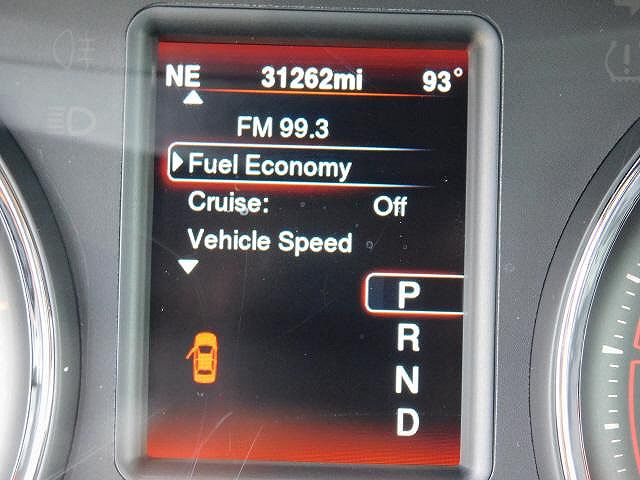 NE 31262mi 93°
FM 99.3
Fuel Economy
Cruise: Off
Vehicle Speed
P
R
N
D